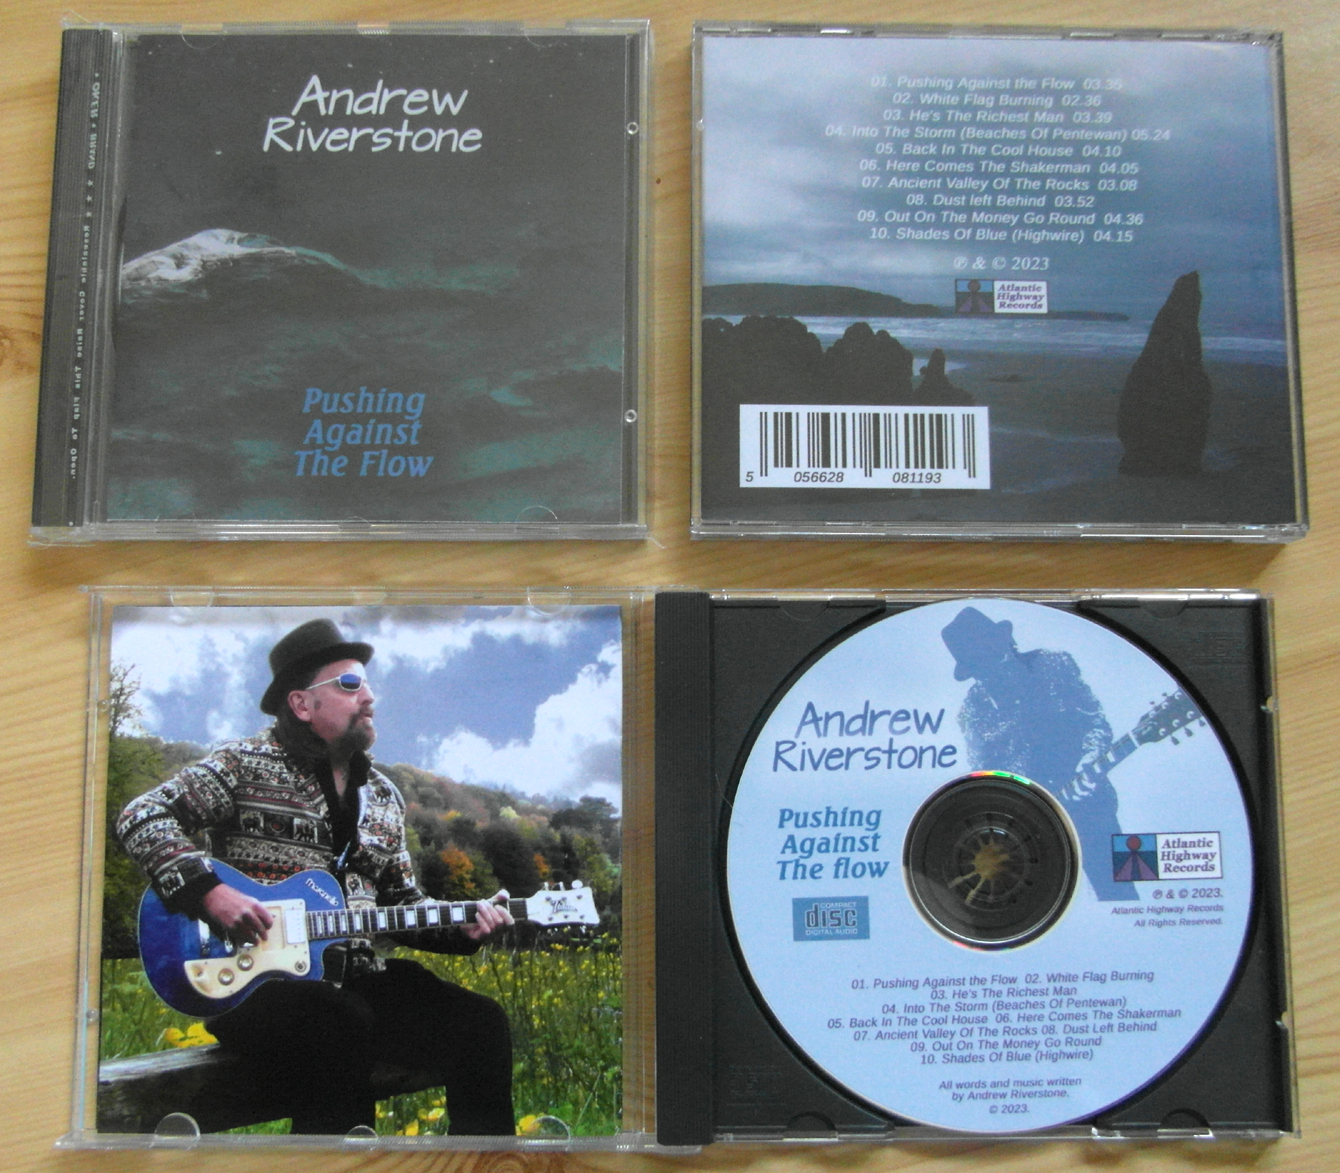 Andrew
Riverstone
Pushing
Against
The Flow
Resealable Cover Raise This Flap To Open.
01. Pushing Against the Flow 03.35
02. White Flag Burning 02.36
03. He's The Richest Man 03.39
04. Into The Storm (Beaches Of Pentewan) 05.24
05. Back In The Cool House 04.10
06. Here Comes The Shakerman 04.05
07. Ancient Valley Of The Rocks 03.08
08. Dust left Behind 03.52
09. Out On The Money Go Round 04.36
10. Shades Of Blue (Highwire) 04.15
℗ & © 2023
Atlantic
Highway
Records
5 056628 081193
Andrew
Riverstone
Pushing
Against
The flow
COMPACT
disc
DIGITAL AUDIO
Atlantic
Highway
Records
℗ & © 2023.
Atlantic Highway Records
All Rights Reserved.
01. Pushing Against the Flow 02. White Flag Burning
03. He's The Richest Man
04. Into The Storm (Beaches Of Pentewan)
05. Back In The Cool House 06. Here Comes The Shakerman
07. Ancient Valley Of The Rocks 08. Dust Left Behind
09. Out On The Money Go Round
10. Shades Of Blue (Highwire)
All words and music written
by Andrew Riverstone.
© 2023.